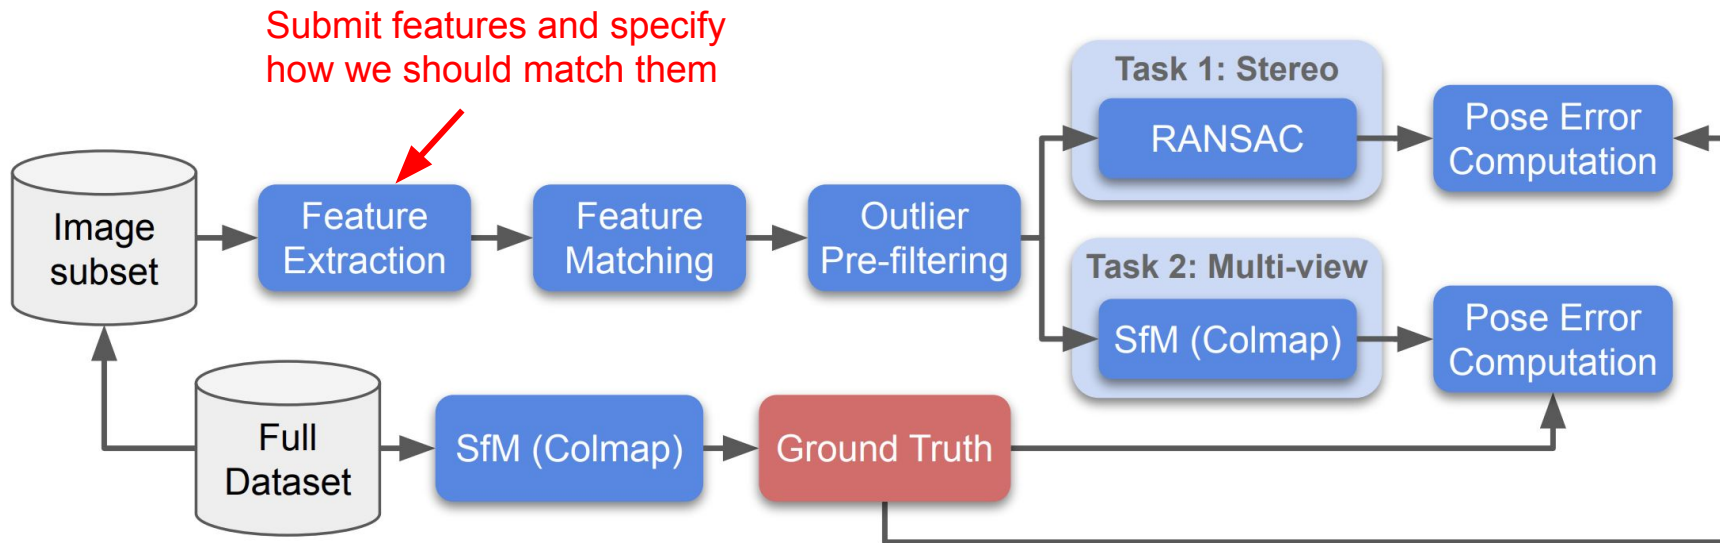 Submit features and specify
how we should match them
Task 1: Stereo
RANSAC
Pose Error
Computation
Image
subset
Feature
Extraction
Feature
Matching
Outlier
Pre-filtering
Task 2: Multi-view
SfM (Colmap)
Pose Error
Computation
Full
Dataset
SfM (Colmap)
Ground Truth